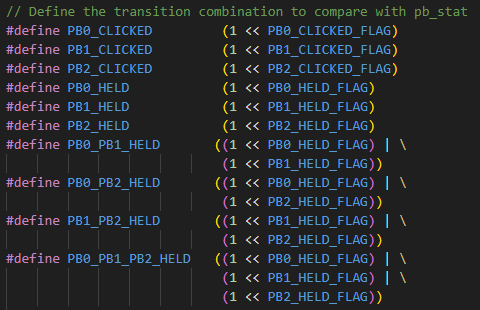 // Define the transition combination to compare with pb_stat
#define PB0_CLICKED         (1 << PB0_CLICKED_FLAG)
#define PB1_CLICKED         (1 << PB1_CLICKED_FLAG)
#define PB2_CLICKED         (1 << PB2_CLICKED_FLAG)
#define PB0_HELD            (1 << PB0_HELD_FLAG)
#define PB1_HELD            (1 << PB1_HELD_FLAG)
#define PB2_HELD            (1 << PB2_HELD_FLAG)
#define PB0_PB1_HELD       ((1 << PB0_HELD_FLAG) | \
                            (1 << PB1_HELD_FLAG))
#define PB0_PB2_HELD       ((1 << PB0_HELD_FLAG) | \
                            (1 << PB2_HELD_FLAG))
#define PB1_PB2_HELD       ((1 << PB1_HELD_FLAG) | \
                            (1 << PB2_HELD_FLAG))
#define PB0_PB1_PB2_HELD   ((1 << PB0_HELD_FLAG) | \
                            (1 << PB1_HELD_FLAG) | \
                            (1 << PB2_HELD_FLAG))